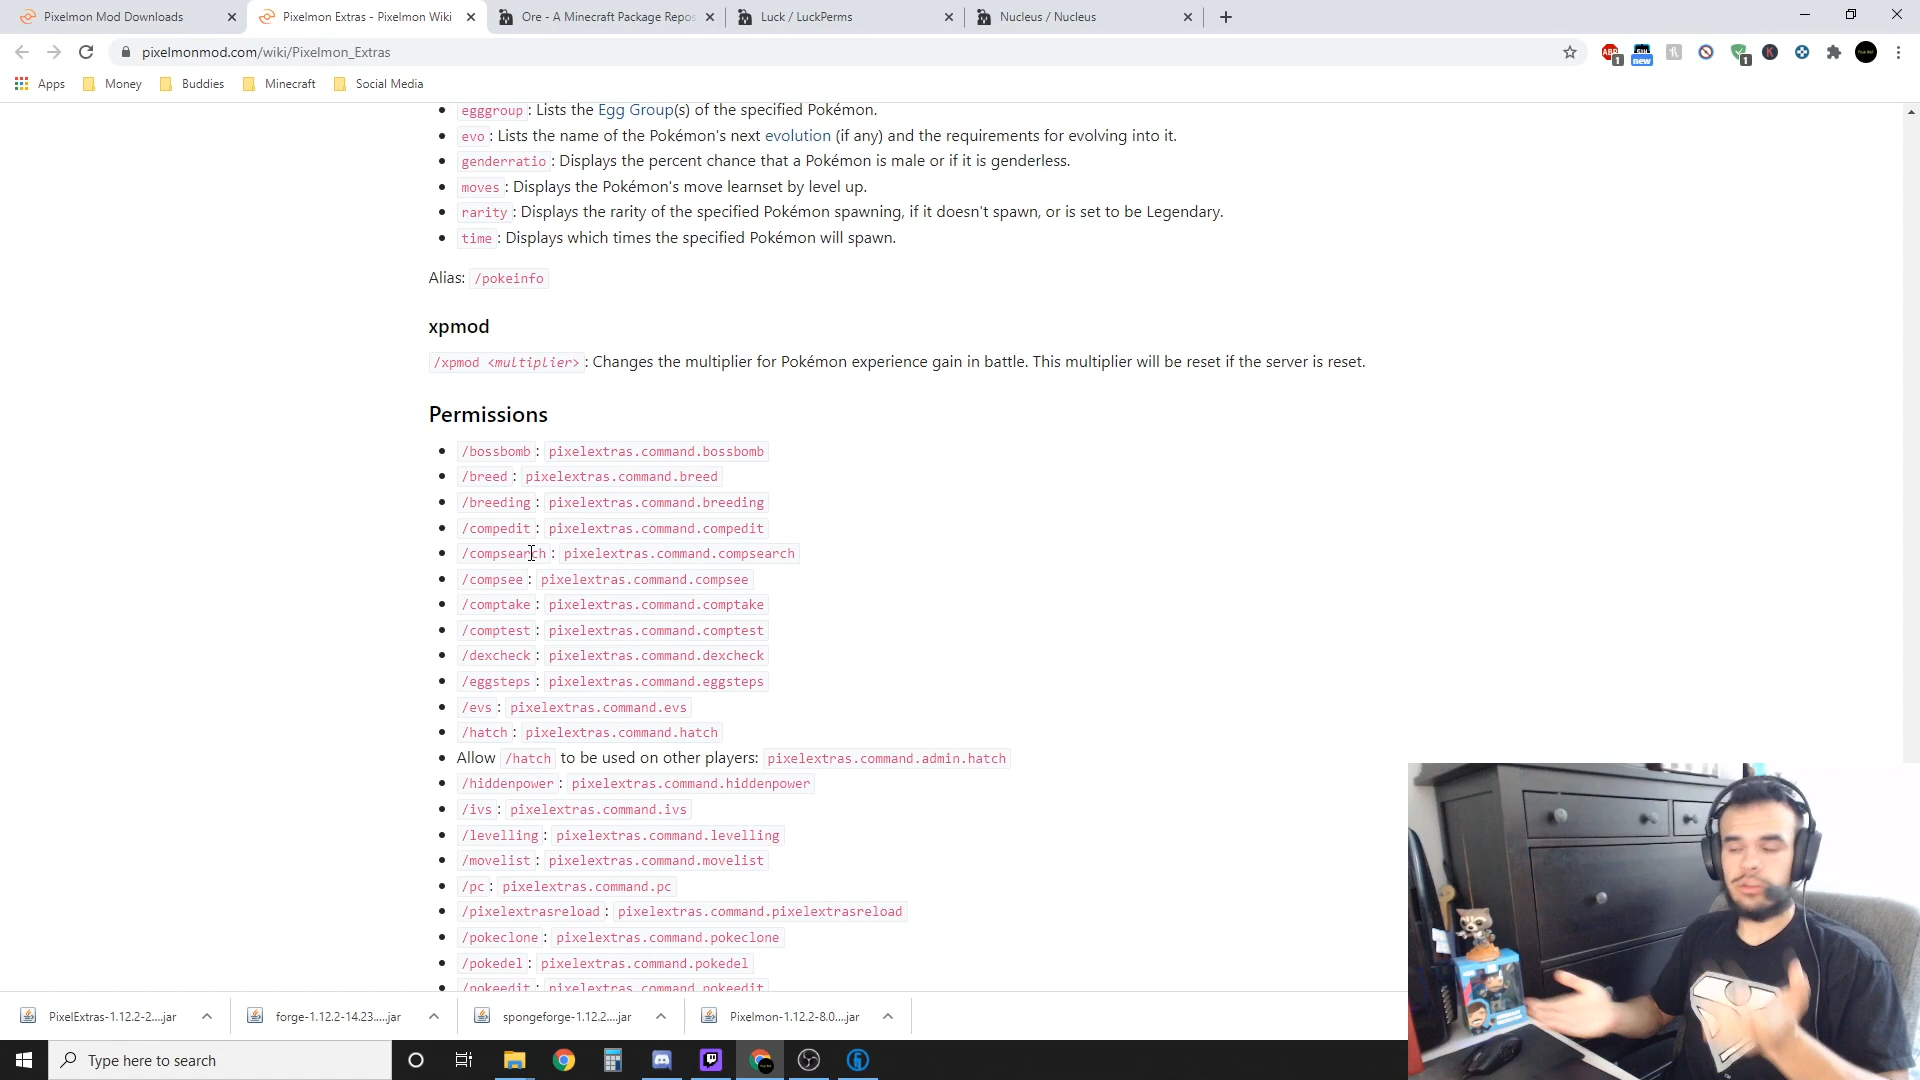 Pixelmon Mod Downloads
Pixelmon Extras - Pixelmon Wiki
Ore - A Minecraft Package Repos
Luck / LuckPerms
Nucleus / Nucleus
pixelmonmod.com/wiki/Pixelmon_Extras
Apps
Money
Buddies
Minecraft
Social Media
egggroup : Lists the Egg Group(s) of the specified Pokémon.
evo : Lists the name of the Pokémon's next evolution (if any) and the requirements for evolving into it.
genderratio : Displays the percent chance that a Pokémon is male or if it is genderless.
moves : Displays the Pokémon's move learnset by level up.
rarity : Displays the rarity of the specified Pokémon spawning, if it doesn't spawn, or is set to be Legendary.
time : Displays which times the specified Pokémon will spawn.
Alias: /pokeinfo
xpmod
/xpmod <multiplier> : Changes the multiplier for Pokémon experience gain in battle. This multiplier will be reset if the server is reset.
Permissions
/bossbomb : pixelextras.command.bossbomb
/breed : pixelextras.command.breed
/breeding : pixelextras.command.breeding
/compedit : pixelextras.command.compedit
/compsearch : pixelextras.command.compsearch
/compsee : pixelextras.command.compsee
/comptake : pixelextras.command.comptake
/comptest : pixelextras.command.comptest
/dexcheck : pixelextras.command.dexcheck
/eggsteps : pixelextras.command.eggsteps
/evs : pixelextras.command.evs
/hatch : pixelextras.command.hatch
Allow /hatch to be used on other players: pixelextras.command.admin.hatch
/hiddenpower : pixelextras.command.hiddenpower
/ivs : pixelextras.command.ivs
/levelling : pixelextras.command.levelling
/movelist : pixelextras.command.movelist
/pc : pixelextras.command.pc
/pixelextrasreload : pixelextras.command.pixelextrasreload
/pokeclone : pixelextras.command.pokeclone
/pokedel : pixelextras.command.pokedel
/pokeedit : pixelextras.command.pokeedit
PixelExtras-1.12.2-2....jar
forge-1.12.2-14.23.....jar
spongeforge-1.12.2....jar
Pixelmon-1.12.2-8.0....jar
Type here to search